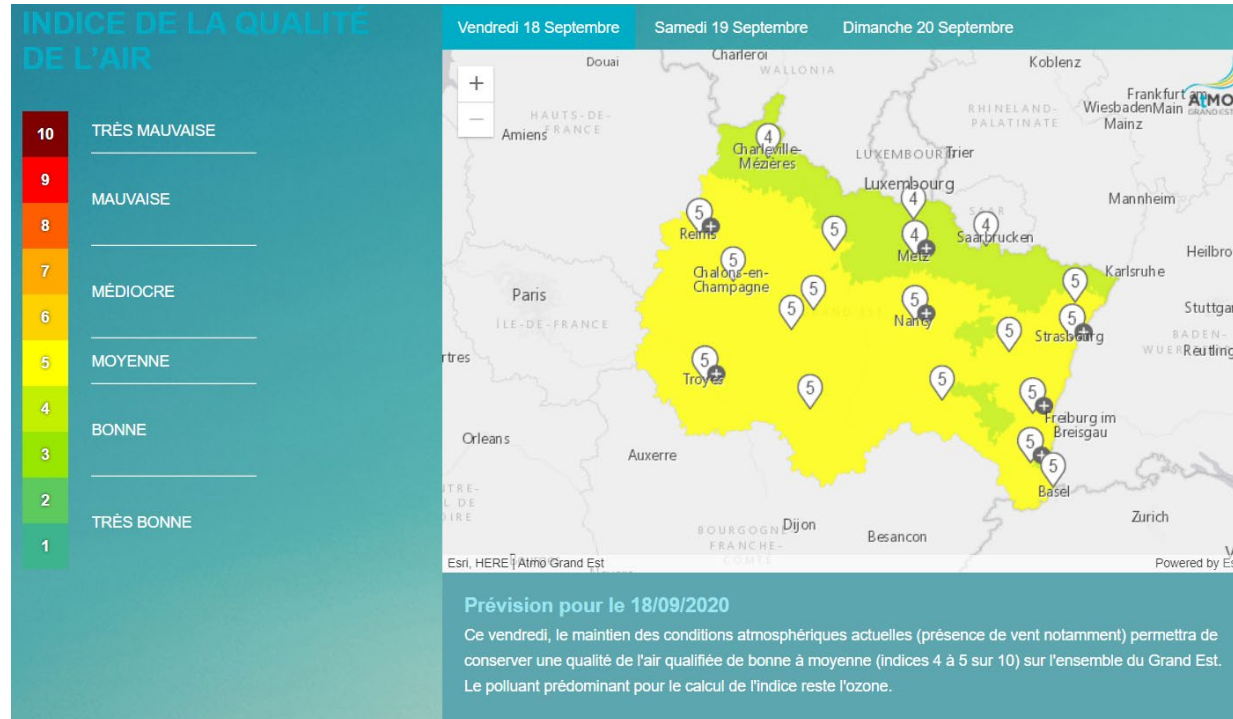 INDICE DE LA QUALITÉ
DE L'AIR
10 TRÈS MAUVAISE
9
MAUVAISE
8
7
MÉDIOCRE
6
5 MOYENNE
4
BONNE
3
2
TRÈS BONNE
1
Vendredi 18 Septembre Samedi 19 Septembre Dimanche 20 Septembre
+
−
Douai
Charleroi
WALLONIA
Koblenz
HAUTS-DE-
FRANCE
Amiens
RHINELAND-
PALATINATE
Frankfurt am
Main
Wiesbaden
Mainz
ATMO
GRAND EST
4
Charleville-
Mézières
LUXEMBOURG
Trier
Luxembourg
4
SAAR
4
Saarbrucken
Mannheim
5
Reims
5
4
Metz
Heilbro
5
Chalons-en-
Champagne
5
Karlsruhe
Paris
ÎLE-DE-FRANCE
5
5
GRAND EST
5
Nancy
5
5
Strasbourg
Stuttgar
BADEN-
Reutling
rtres
5
Troyes
5
5
5
Freiburg im
Breisgau
Orleans
Auxerre
5
5
Basel
BOURGOGNE
FRANCHE-
COMTÉ
Dijon
Besancon
Zurich
Esri, HERE | Atmo Grand Est
Powered by Es
Prévision pour le 18/09/2020
Ce vendredi, le maintien des conditions atmosphériques actuelles (présence de vent notamment) permettra de
conserver une qualité de l'air qualifiée de bonne à moyenne (indices 4 à 5 sur 10) sur l'ensemble du Grand Est.
Le polluant prédominant pour le calcul de l'indice reste l'ozone.